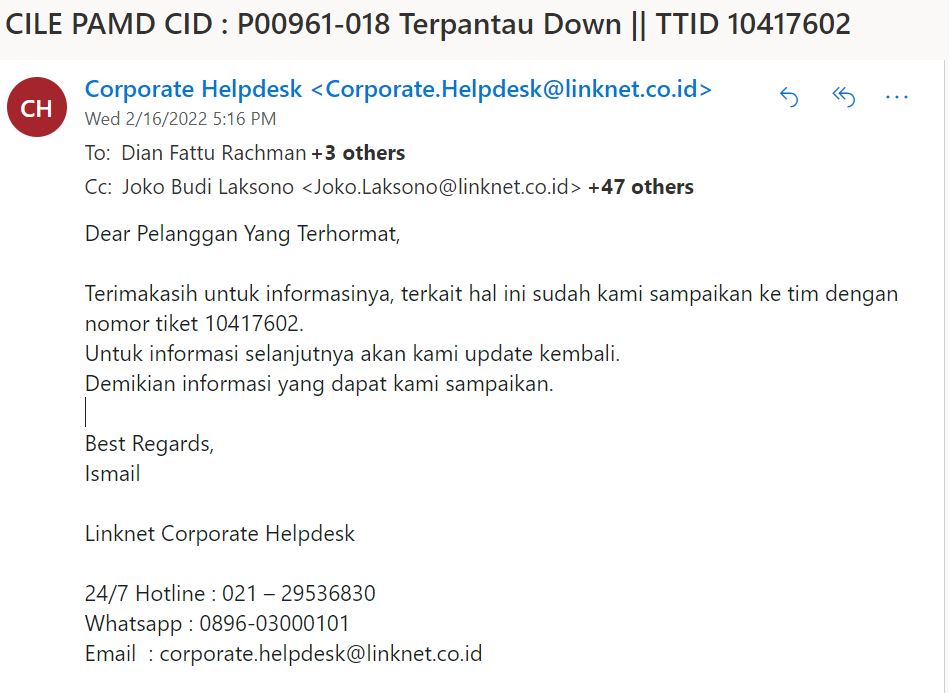 CILE PAMD CID : P00961-018 Terpantau Down || TTID 10417602
CH
Corporate Helpdesk <Corporate.Helpdesk@linknet.co.id>
Wed 2/16/2022 5:16 PM
To: Dian Fattu Rachman +3 others
Cc: Joko Budi Laksono <Joko.Laksono@linknet.co.id> +47 others
Dear Pelanggan Yang Terhormat,
Terimakasih untuk informasinya, terkait hal ini sudah kami sampaikan ke tim dengan
nomor tiket 10417602.
Untuk informasi selanjutnya akan kami update kembali.
Demikian informasi yang dapat kami sampaikan.
Best Regards,
Ismail
Linknet Corporate Helpdesk
24/7 Hotline : 021 – 29536830
Whatsapp : 0896-03000101
Email : corporate.helpdesk@linknet.co.id